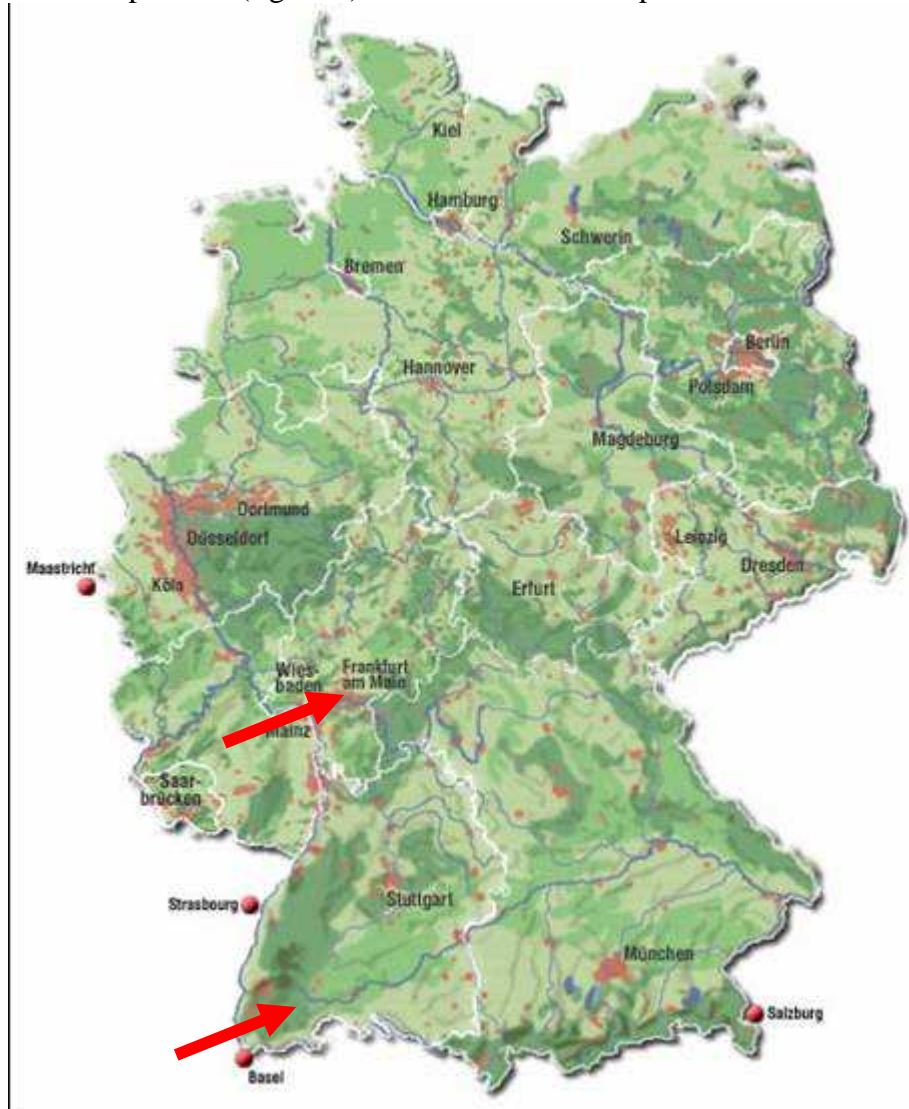 Kiel
Hamburg
Schwerin
Bremen
Berlin
Hannover
Potsdam
Magdeburg
Dortmund
Düsseldorf
Leipzig
Maastricht
Köln
Erfurt
Dresden
Wies-
baden
Frankfurt
am Main
Mainz
Saar-
brücken
Strasbourg
Stuttgart
München
Salzburg
Basel